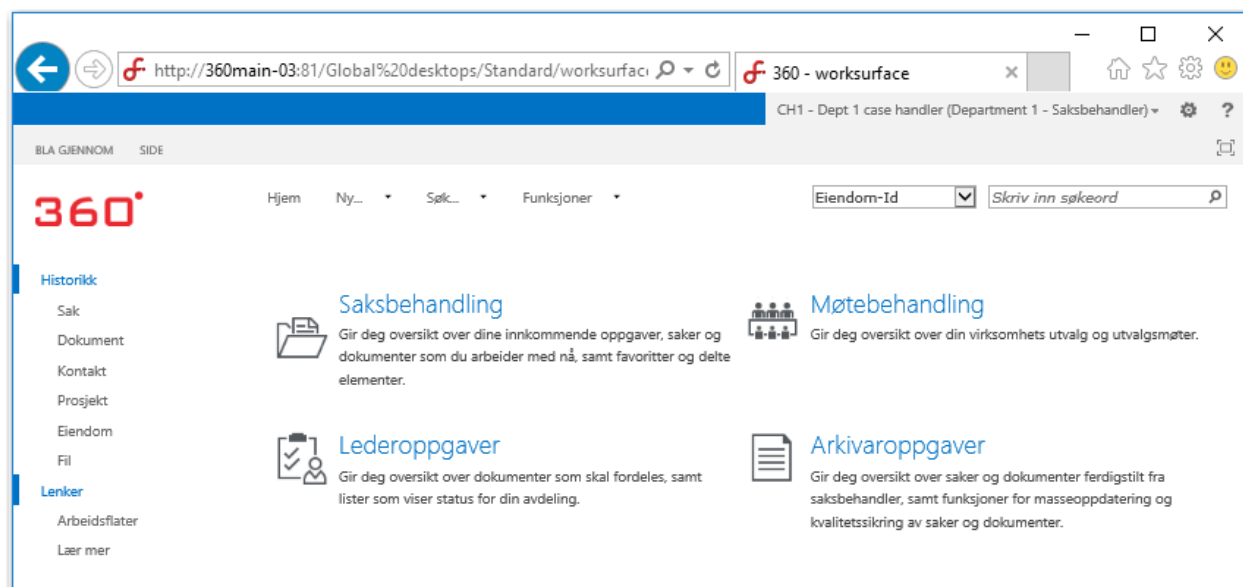 http://360main-03:81/Global%20desktops/Standard/worksurface
360 - worksurface
CH1 - Dept 1 case handler (Department 1 - Saksbehandler)
?
BLA GJENNOM SIDE
360°
Hjem Ny... Søk... Funksjoner
Eiendom-Id
Skriv inn søkeord
Historikk
Sak
Dokument
Kontakt
Prosjekt
Eiendom
Fil
Lenker
Arbeidsflater
Lær mer
Saksbehandling
Gir deg oversikt over dine innkommende oppgaver, saker og
dokumenter som du arbeider med nå, samt favoritter og delte
elementer.
Møtebehandling
Gir deg oversikt over din virksomhets utvalg og utvalgsmøter.
Lederoppgaver
Gir deg oversikt over dokumenter som skal fordeles, samt
lister som viser status for din avdeling.
Arkivaroppgaver
Gir deg oversikt over saker og dokumenter ferdigstilt fra
saksbehandler, samt funksjoner for masseoppdatering og
kvalitetssikring av saker og dokumenter.